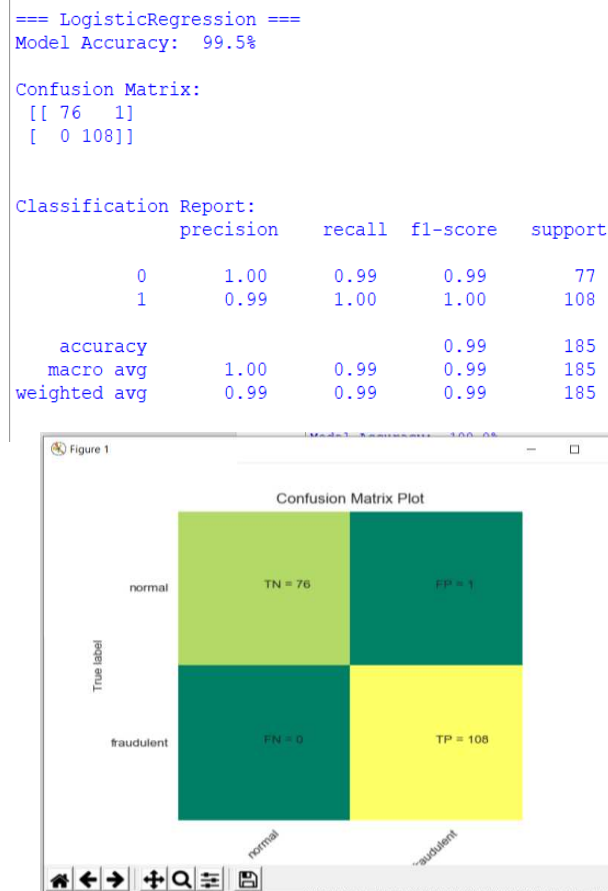 === LogisticRegression ===
Model Accuracy:  99.5%
Confusion Matrix:
[[ 76   1]
[  0 108]]
Classification Report:
precision    recall  f1-score   support
0       1.00      0.99      0.99        77
1       0.99      1.00      1.00       108
accuracy                           0.99       185
macro avg       1.00      0.99      0.99       185
weighted avg       0.99      0.99      0.99       185
Figure 1
Confusion Matrix Plot
normal
TN = 76
FP = 1
True label
fraudulent
FN = 0
TP = 108
normal
raudulent